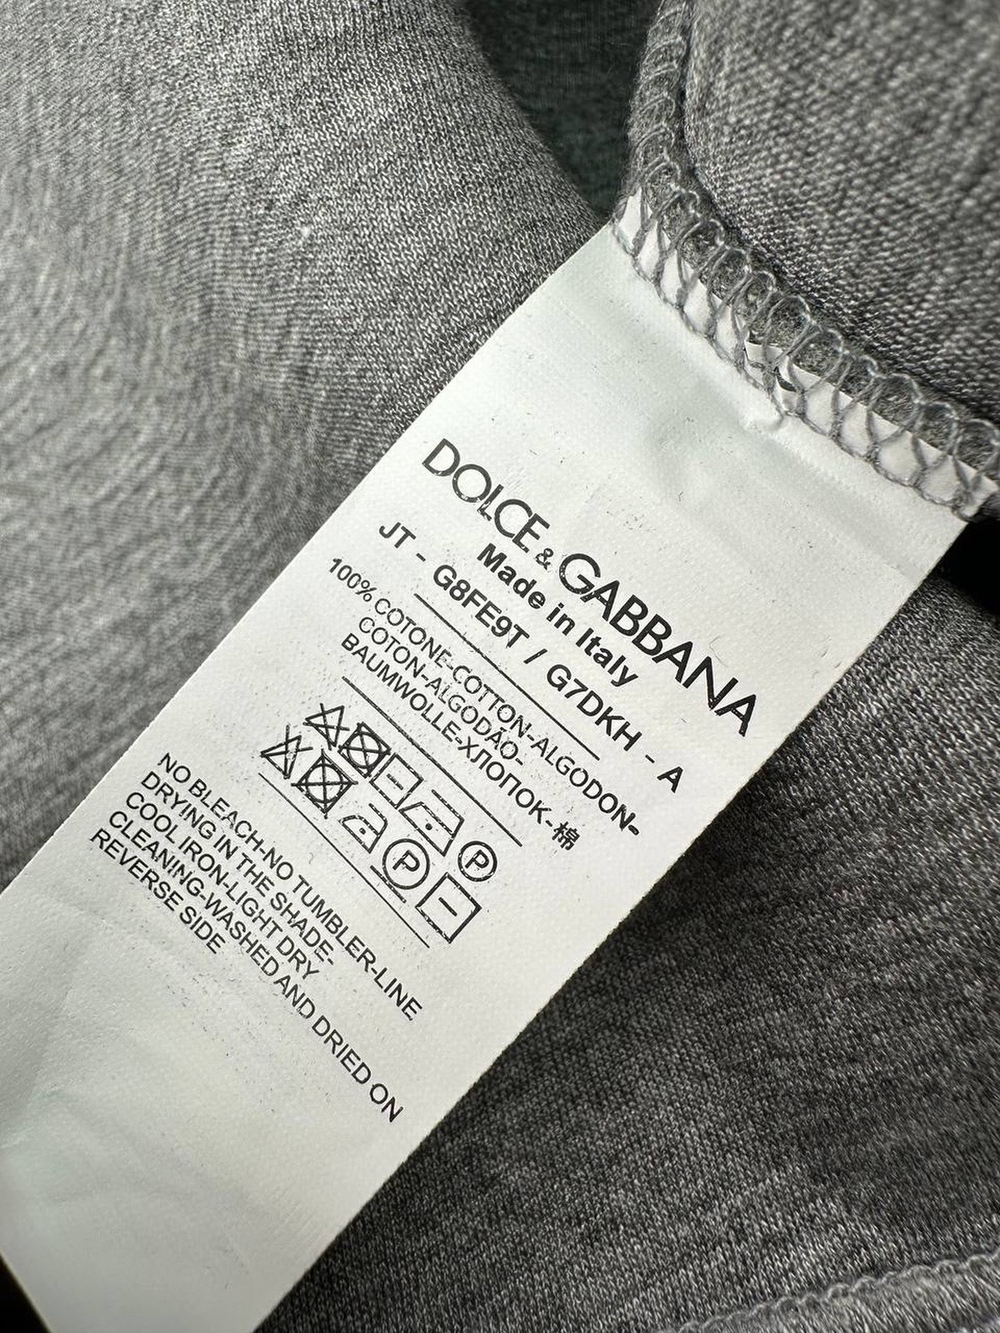 DOLCE & GABBANA
Made in Italy
JT - G8FE9T / G7DKH - A
100% COTONE-COTTON-ALGODON-
COTON-ALGODÃO-
BAUMWOLLE-ХЛОПОК-棉
P
P
NO BLEACH-NO TUMBLER-LINE
DRYING IN THE SHADE-
COOL IRON-LIGHT DRY
CLEANING-WASHED AND DRIED ON
REVERSE SIDE